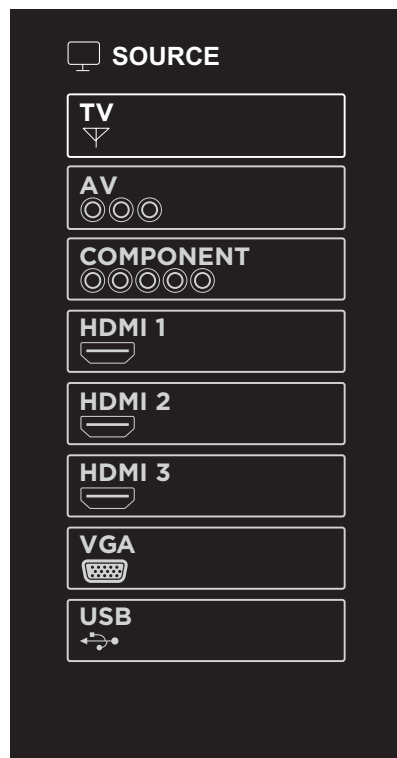 SOURCE
TV
AV
COMPONENT
HDMI 1
HDMI 2
HDMI 3
VGA
USB